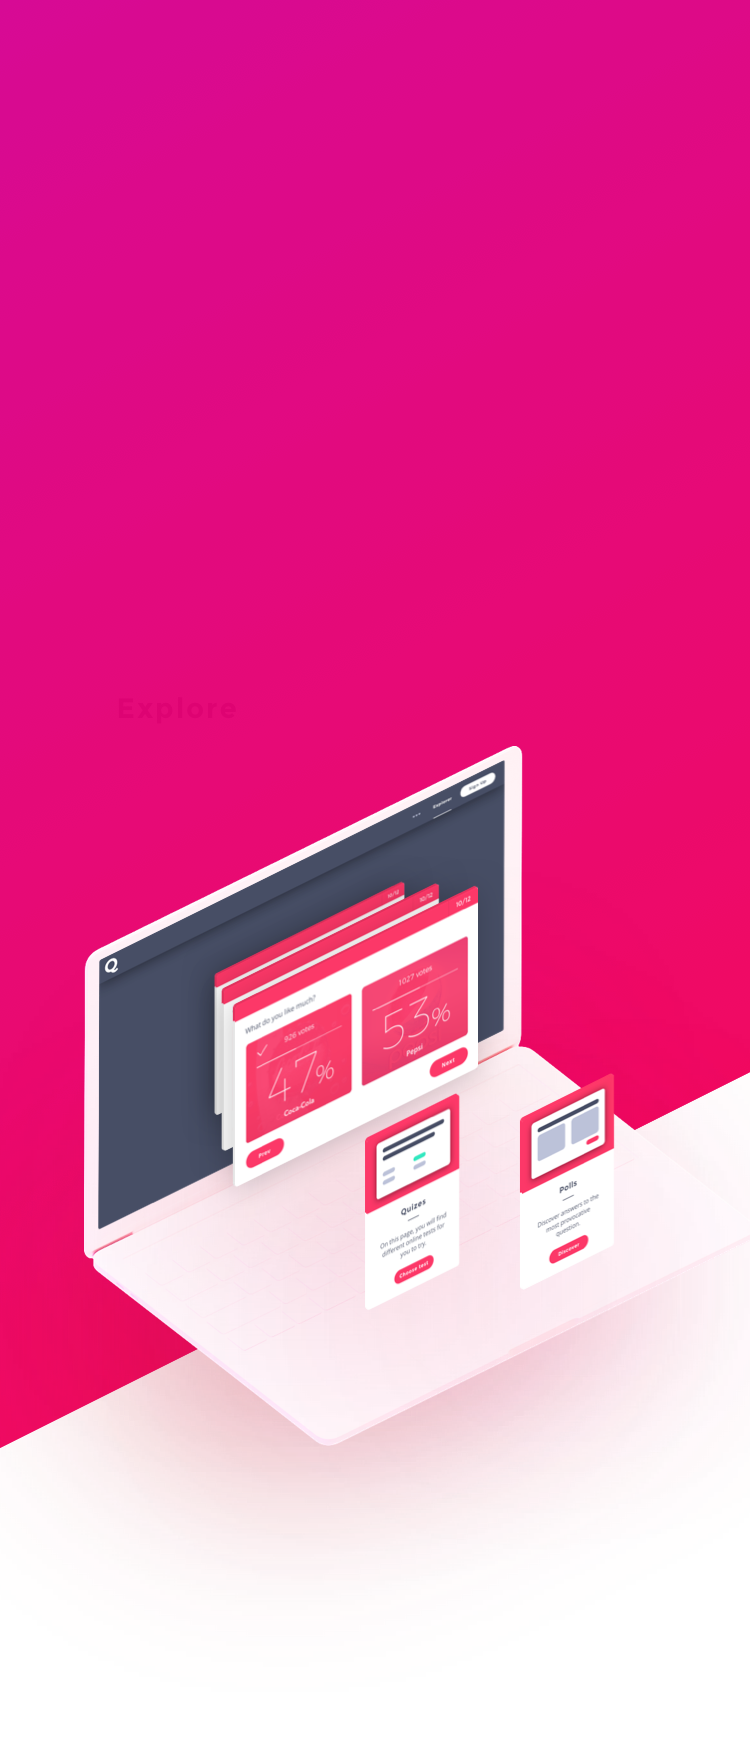 Explore
Sign up
Explorer
Q
10/12
10/12
10/12
What do you like much?
926 votes
47%
Coca-Cola
1027 votes
53%
Pepsi
Prev
Next
Quizes
On this page, you will find
different online tests for
you to try.
Choose test
Polls
Discover answers to the
most provocative
question.
Discover